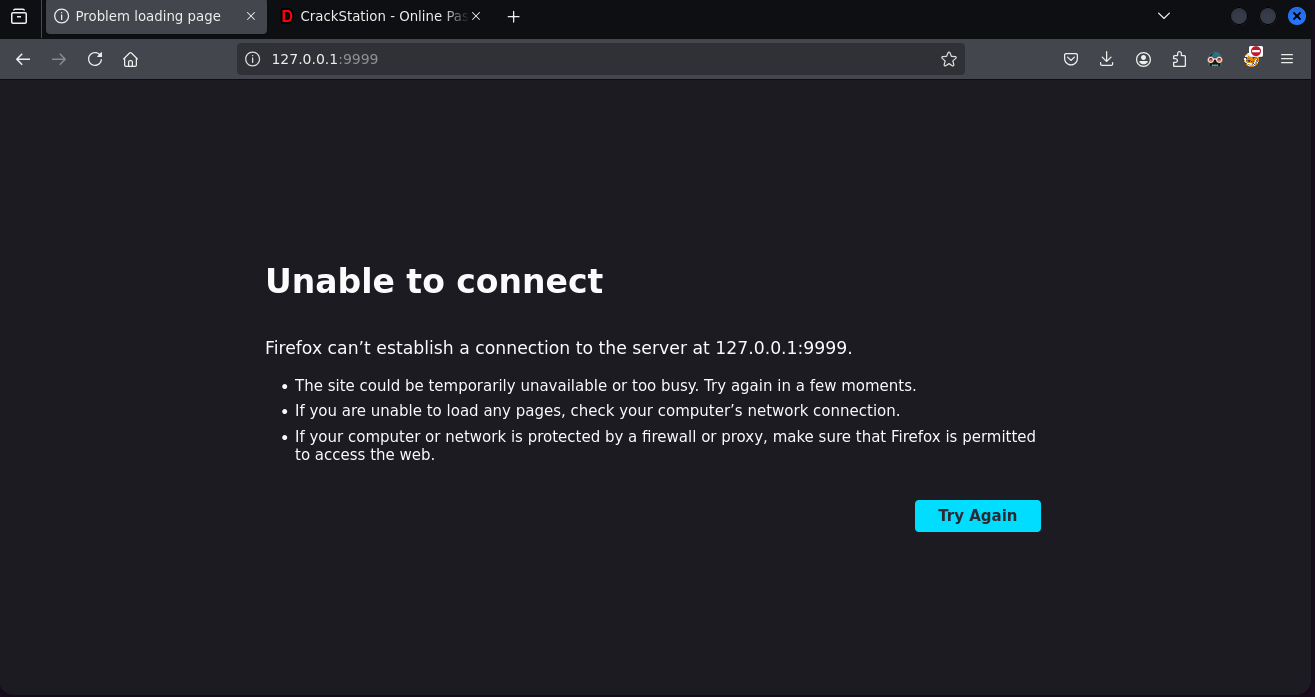 Problem loading page
D CrackStation - Online Pas
127.0.0.1:9999
Unable to connect
Firefox can’t establish a connection to the server at 127.0.0.1:9999.
• The site could be temporarily unavailable or too busy. Try again in a few moments.
• If you are unable to load any pages, check your computer’s network connection.
• If your computer or network is protected by a firewall or proxy, make sure that Firefox is permitted
to access the web.
Try Again